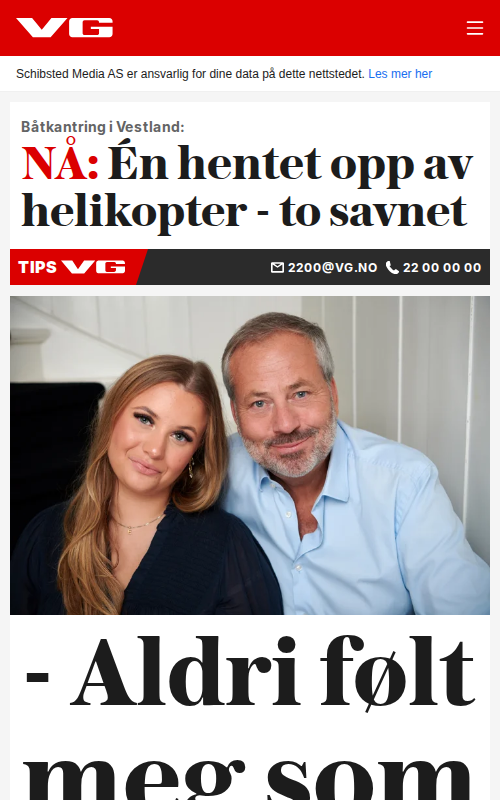 VG
Schibsted Media AS er ansvarlig for dine data på dette nettstedet. Les mer her
Båtkantring i Vestland:
NÅ: Én hentet opp av
helikopter - to savnet
TIPS VG 2200@VG.NO 22 00 00 00
- Aldri følt
meg som